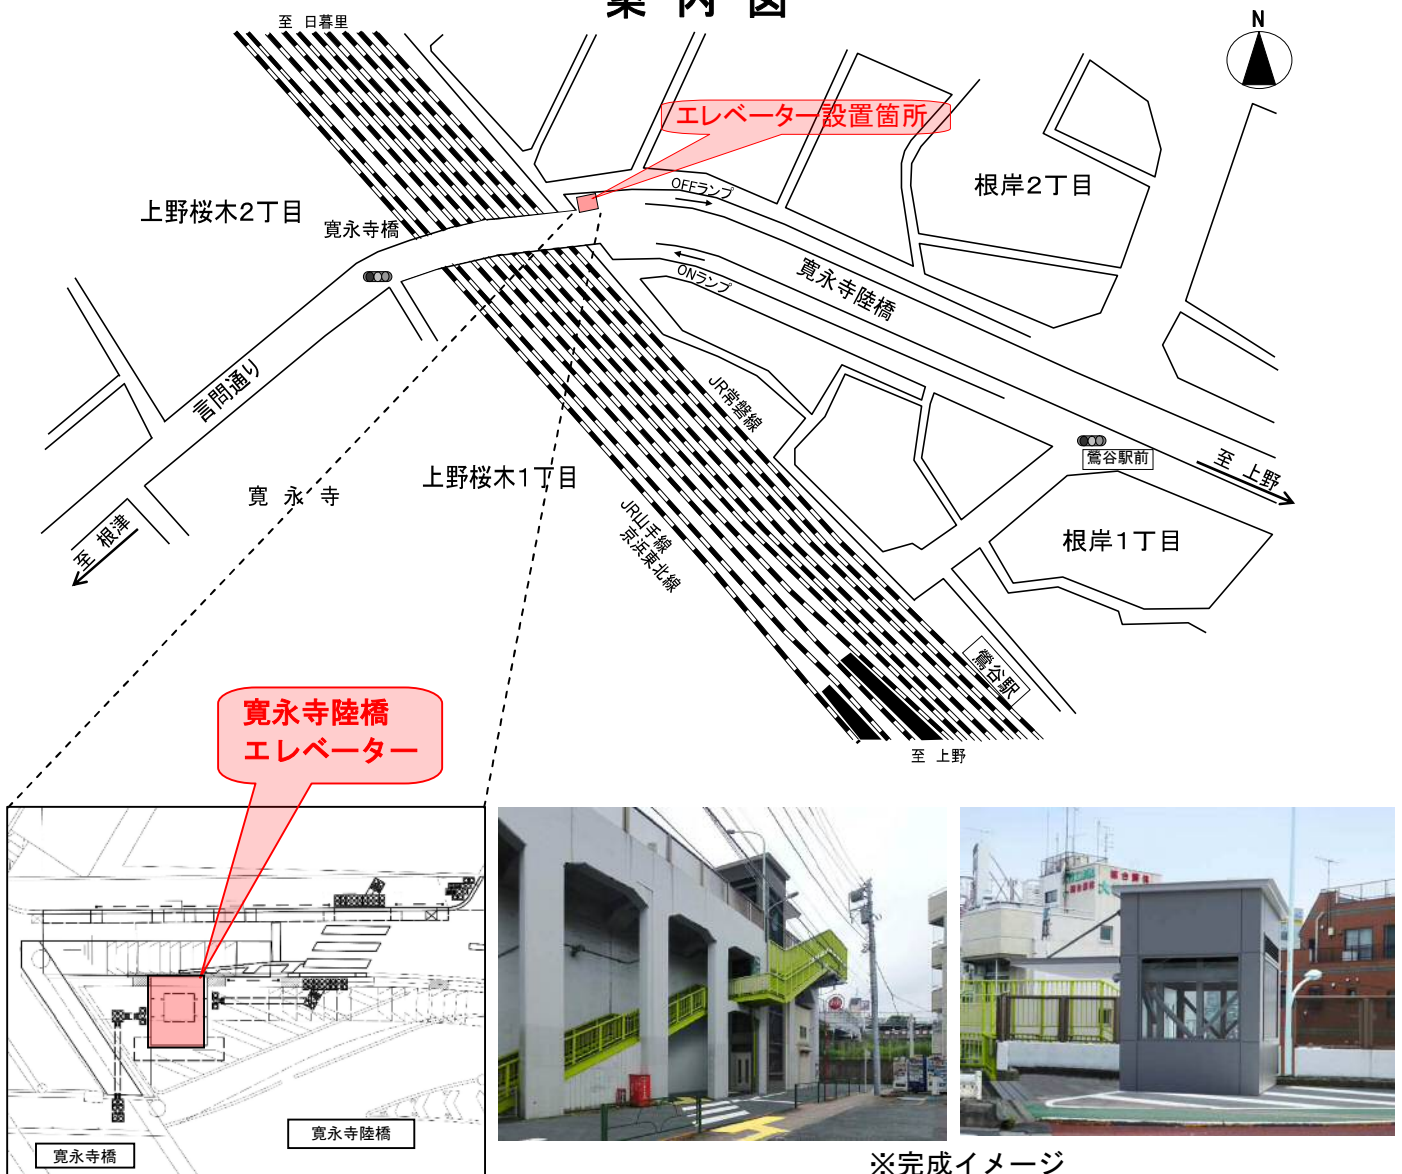 案内図
至 日暮里
N
エレベーター設置箇所
OFFランプ
根岸2丁目
上野桜木2丁目
寛永寺橋
ONランプ
寛永寺陸橋
言問通り
JR常磐線
鶯谷駅前
至 上野
上野桜木1丁目
寛 永 寺
至 根津
JR山手線
京浜東北線
根岸1丁目
鶯谷駅
至 上野
寛永寺陸橋
エレベーター
寛永寺陸橋
寛永寺橋
※完成イメージ